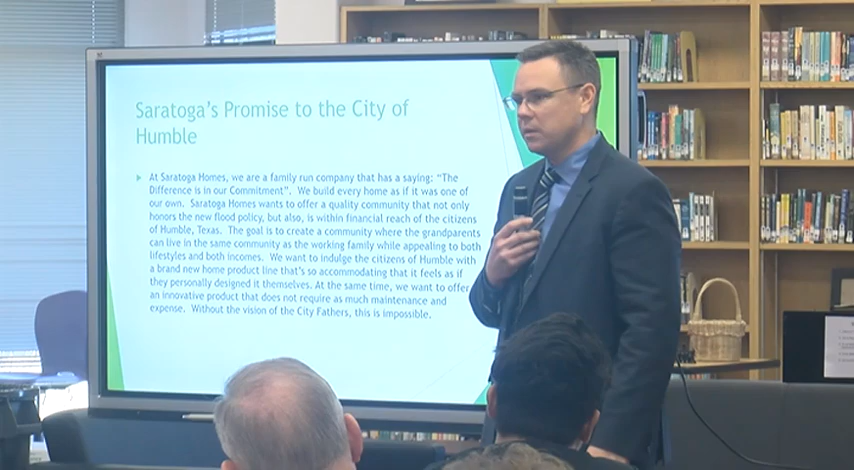 Saratoga's Promise to the City of
Humble
At Saratoga Homes, we are a family run company that has a saying: "The
Difference is in our Commitment". We build every home as if it was one of
our own. Saratoga Homes wants to offer a quality community that not only
honors the new flood policy, but also, is within financial reach of the citizens
of Humble, Texas. The goal is to create a community where the grandparents
can live in the same community as the working family while appealing to both
lifestyles and both incomes. We want to indulge the citizens of Humble with
a brand new home product line that's so accommodating that it feels as if
they personally designed it themselves. At the same time, we want to offer
an innovative product that does not require as much maintenance and
expense. Without the vision of the City Fathers, this is impossible.